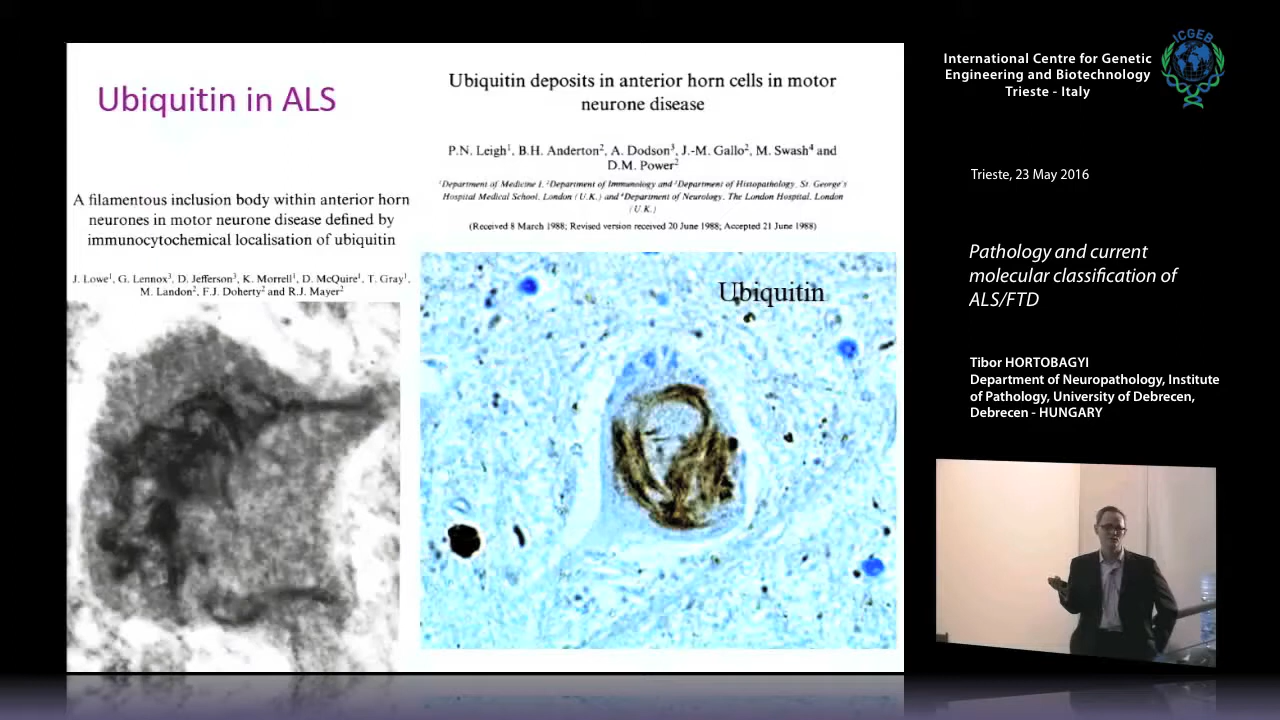 Ubiquitin in ALS
A filamentous inclusion body within anterior horn
neurones in motor neurone disease defined by
immunocytochemical localisation of ubiquitin
J. Lowe¹, G. Lennox³, D. Jefferson³, K. Morrell¹, D. McQuire¹, T. Gray¹,
M. Landon², F.J. Doherty² and R.J. Mayer²
Ubiquitin deposits in anterior horn cells in motor
neurone disease
P.N. Leigh¹, B.H. Anderton², A. Dodson³, J.-M. Gallo², M. Swash⁴ and
D.M. Power²
¹Department of Medicine I, ²Department of Immunology and ³Department of Histopathology, St. George's
Hospital Medical School, London (U.K.) and ⁴Department of Neurology, The London Hospital, London
(U.K.)
(Received 8 March 1988; Revised version received 20 June 1988; Accepted 21 June 1988)
Ubiquitin
International Centre for Genetic
Engineering and Biotechnology
Trieste - Italy
ICGEB
Trieste, 23 May 2016
Pathology and current
molecular classification of
ALS/FTD
Tibor HORTOBAGYI
Department of Neuropathology, Institute
of Pathology, University of Debrecen,
Debrecen - HUNGARY